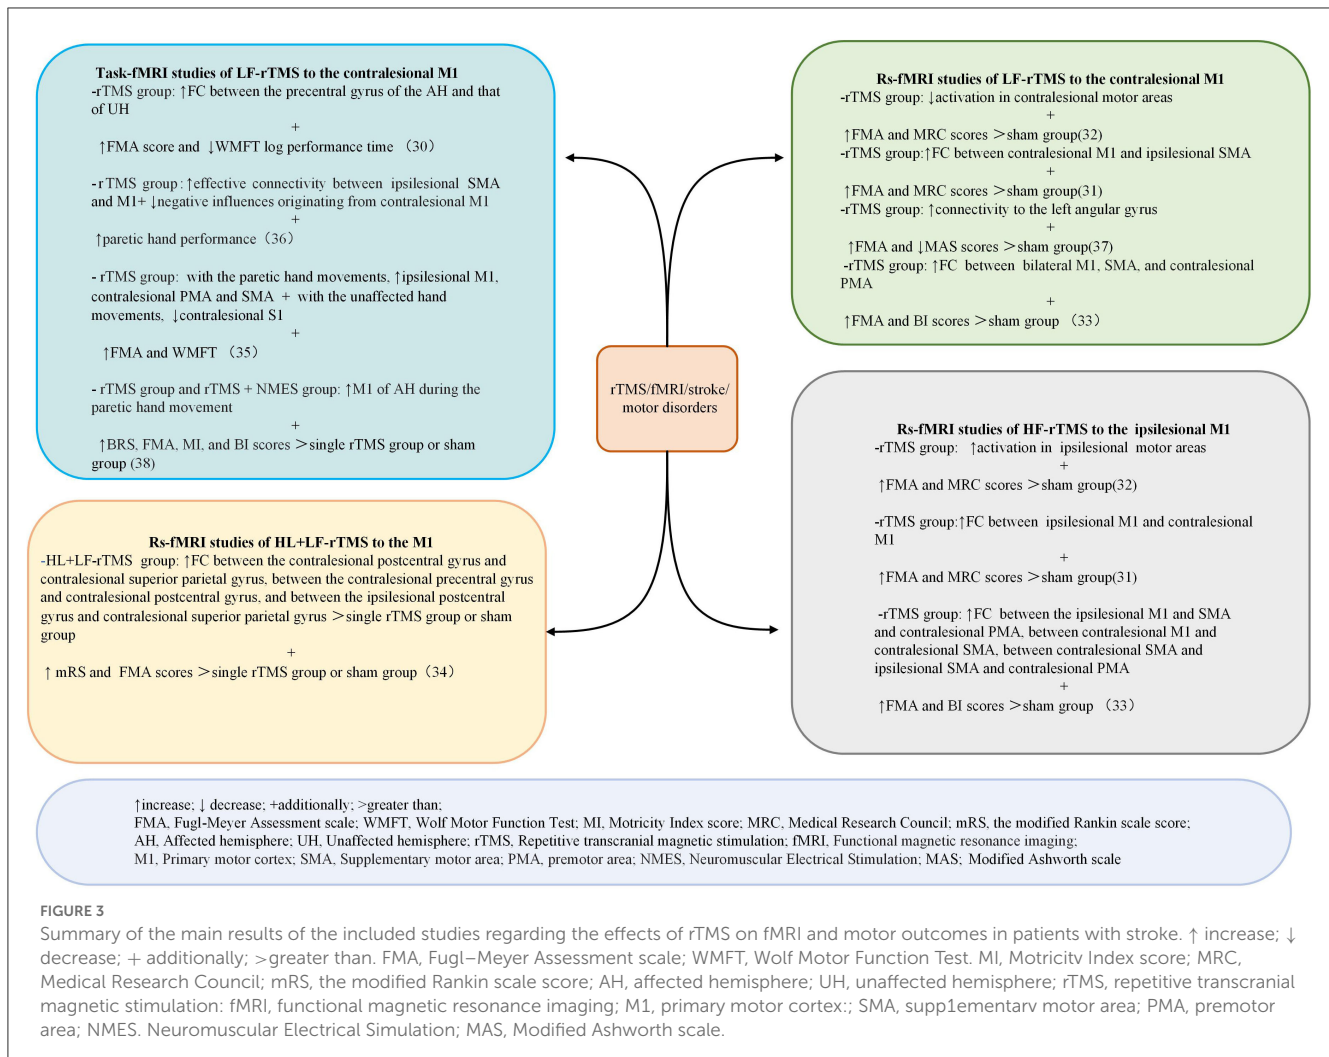 Task-fMRI studies of LF-rTMS to the contralesional M1
-rTMS group: ↑FC between the precentral gyrus of the AH and that
of UH
+
↑FMA score and ↓WMFT log performance time （30）
-rTMS group:↑effective connectivity between ipsilesional SMA
and M1+ ↓negative influences originating from contralesional M1
+
↑paretic hand performance（36）
- rTMS group: with the paretic hand movements, ↑ipsilesional M1,
contralesional PMA and SMA + with the unaffected hand
movements, ↓contralesional S1
+
↑FMA and WMFT （35）
- rTMS group and rTMS + NMES group: ↑M1 of AH during the
paretic hand movement
+
↑BRS, FMA, MI, and BI scores＞single rTMS group or sham
group (38)
Rs-fMRI studies of LF-rTMS to the contralesional M1
-rTMS group: ↓activation in contralesional motor areas
+
↑FMA and MRC scores＞sham group(32)
-rTMS group:↑FC between contralesional M1 and ipsilesional SMA
+
↑FMA and MRC scores＞sham group(31)
-rTMS group: ↑connectivity to the left angular gyrus
+
↑FMA and↓MAS scores＞sham group(37)
-rTMS group: ↑FC between bilateral M1, SMA, and contralesional
PMA
+
↑FMA and BI scores＞sham group （33）
rTMS/fMRI/stroke/
motor disorders
Rs-fMRI studies of HL+LF-rTMS to the M1
-HL+LF-rTMS group: ↑FC between the contralesional postcentral gyrus and
contralesional superior parietal gyrus, between the contralesional precentral gyrus
and contralesional postcentral gyrus, and between the ipsilesional postcentral
gyrus and contralesional superior parietal gyrus＞single rTMS group or sham
group
+
↑ mRS and FMA scores＞single rTMS group or sham group（34）
Rs-fMRI studies of HF-rTMS to the ipsilesional M1
-rTMS group: ↑activation in ipsilesional motor areas
+
↑FMA and MRC scores＞sham group(32)
-rTMS group:↑FC between ipsilesional M1 and contralesional
M1
+
↑FMA and MRC scores＞sham group(31)
-rTMS group: ↑FC between the ipsilesional M1 and SMA
and contralesional PMA, between contralesional M1 and
contralesional SMA, between contralesional SMA and
ipsilesional SMA and contralesional PMA
+
↑FMA and BI scores＞sham group （33）
↑increase; ↓ decrease; +additionally; >greater than;
FMA, Fugl-Meyer Assessment scale; WMFT, Wolf Motor Function Test; MI, Motricity Index score; MRC, Medical Research Council; mRS, the modified Rankin scale score;
AH, Affected hemisphere; UH, Unaffected hemisphere; rTMS, Repetitive transcranial magnetic stimulation; fMRI, Functional magnetic resonance imaging;
M1, Primary motor cortex; SMA, Supplementary motor area; PMA, premotor area; NMES, Neuromuscular Electrical Stimulation; MAS; Modified Ashworth scale
FIGURE 3
Summary of the main results of the included studies regarding the effects of rTMS on fMRI and motor outcomes in patients with stroke. ↑ increase; ↓
decrease; + additionally; >greater than. FMA, Fugl–Meyer Assessment scale; WMFT, Wolf Motor Function Test. MI, Motricitv Index score; MRC,
Medical Research Council; mRS, the modified Rankin scale score; AH, affected hemisphere; UH, unaffected hemisphere; rTMS, repetitive transcranial
magnetic stimulation: fMRI, functional magnetic resonance imaging; M1, primary motor cortex:; SMA, supp1ementarv motor area; PMA, premotor
area; NMES. Neuromuscular Electrical Simulation; MAS, Modified Ashworth scale.